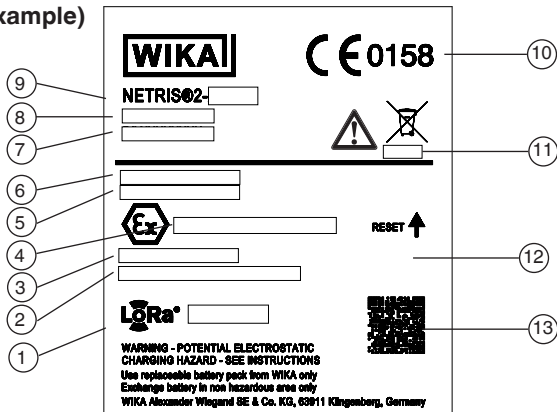 xample)
WIKA
CE 0158
10
9
NETRIS®2-
8
7
11
6
5
Ex
4
RESET
12
3
2
LoRa®
13
1
WARNING - POTENTIAL ELECTROSTATIC
CHARGING HAZARD - SEE INSTRUCTIONS
Use replaceable battery pack from WIKA only
Exchange battery in non hazardous area only
WIKA Alexander Wiegand SE & Co. KG, 63911 Klingenberg, Germany